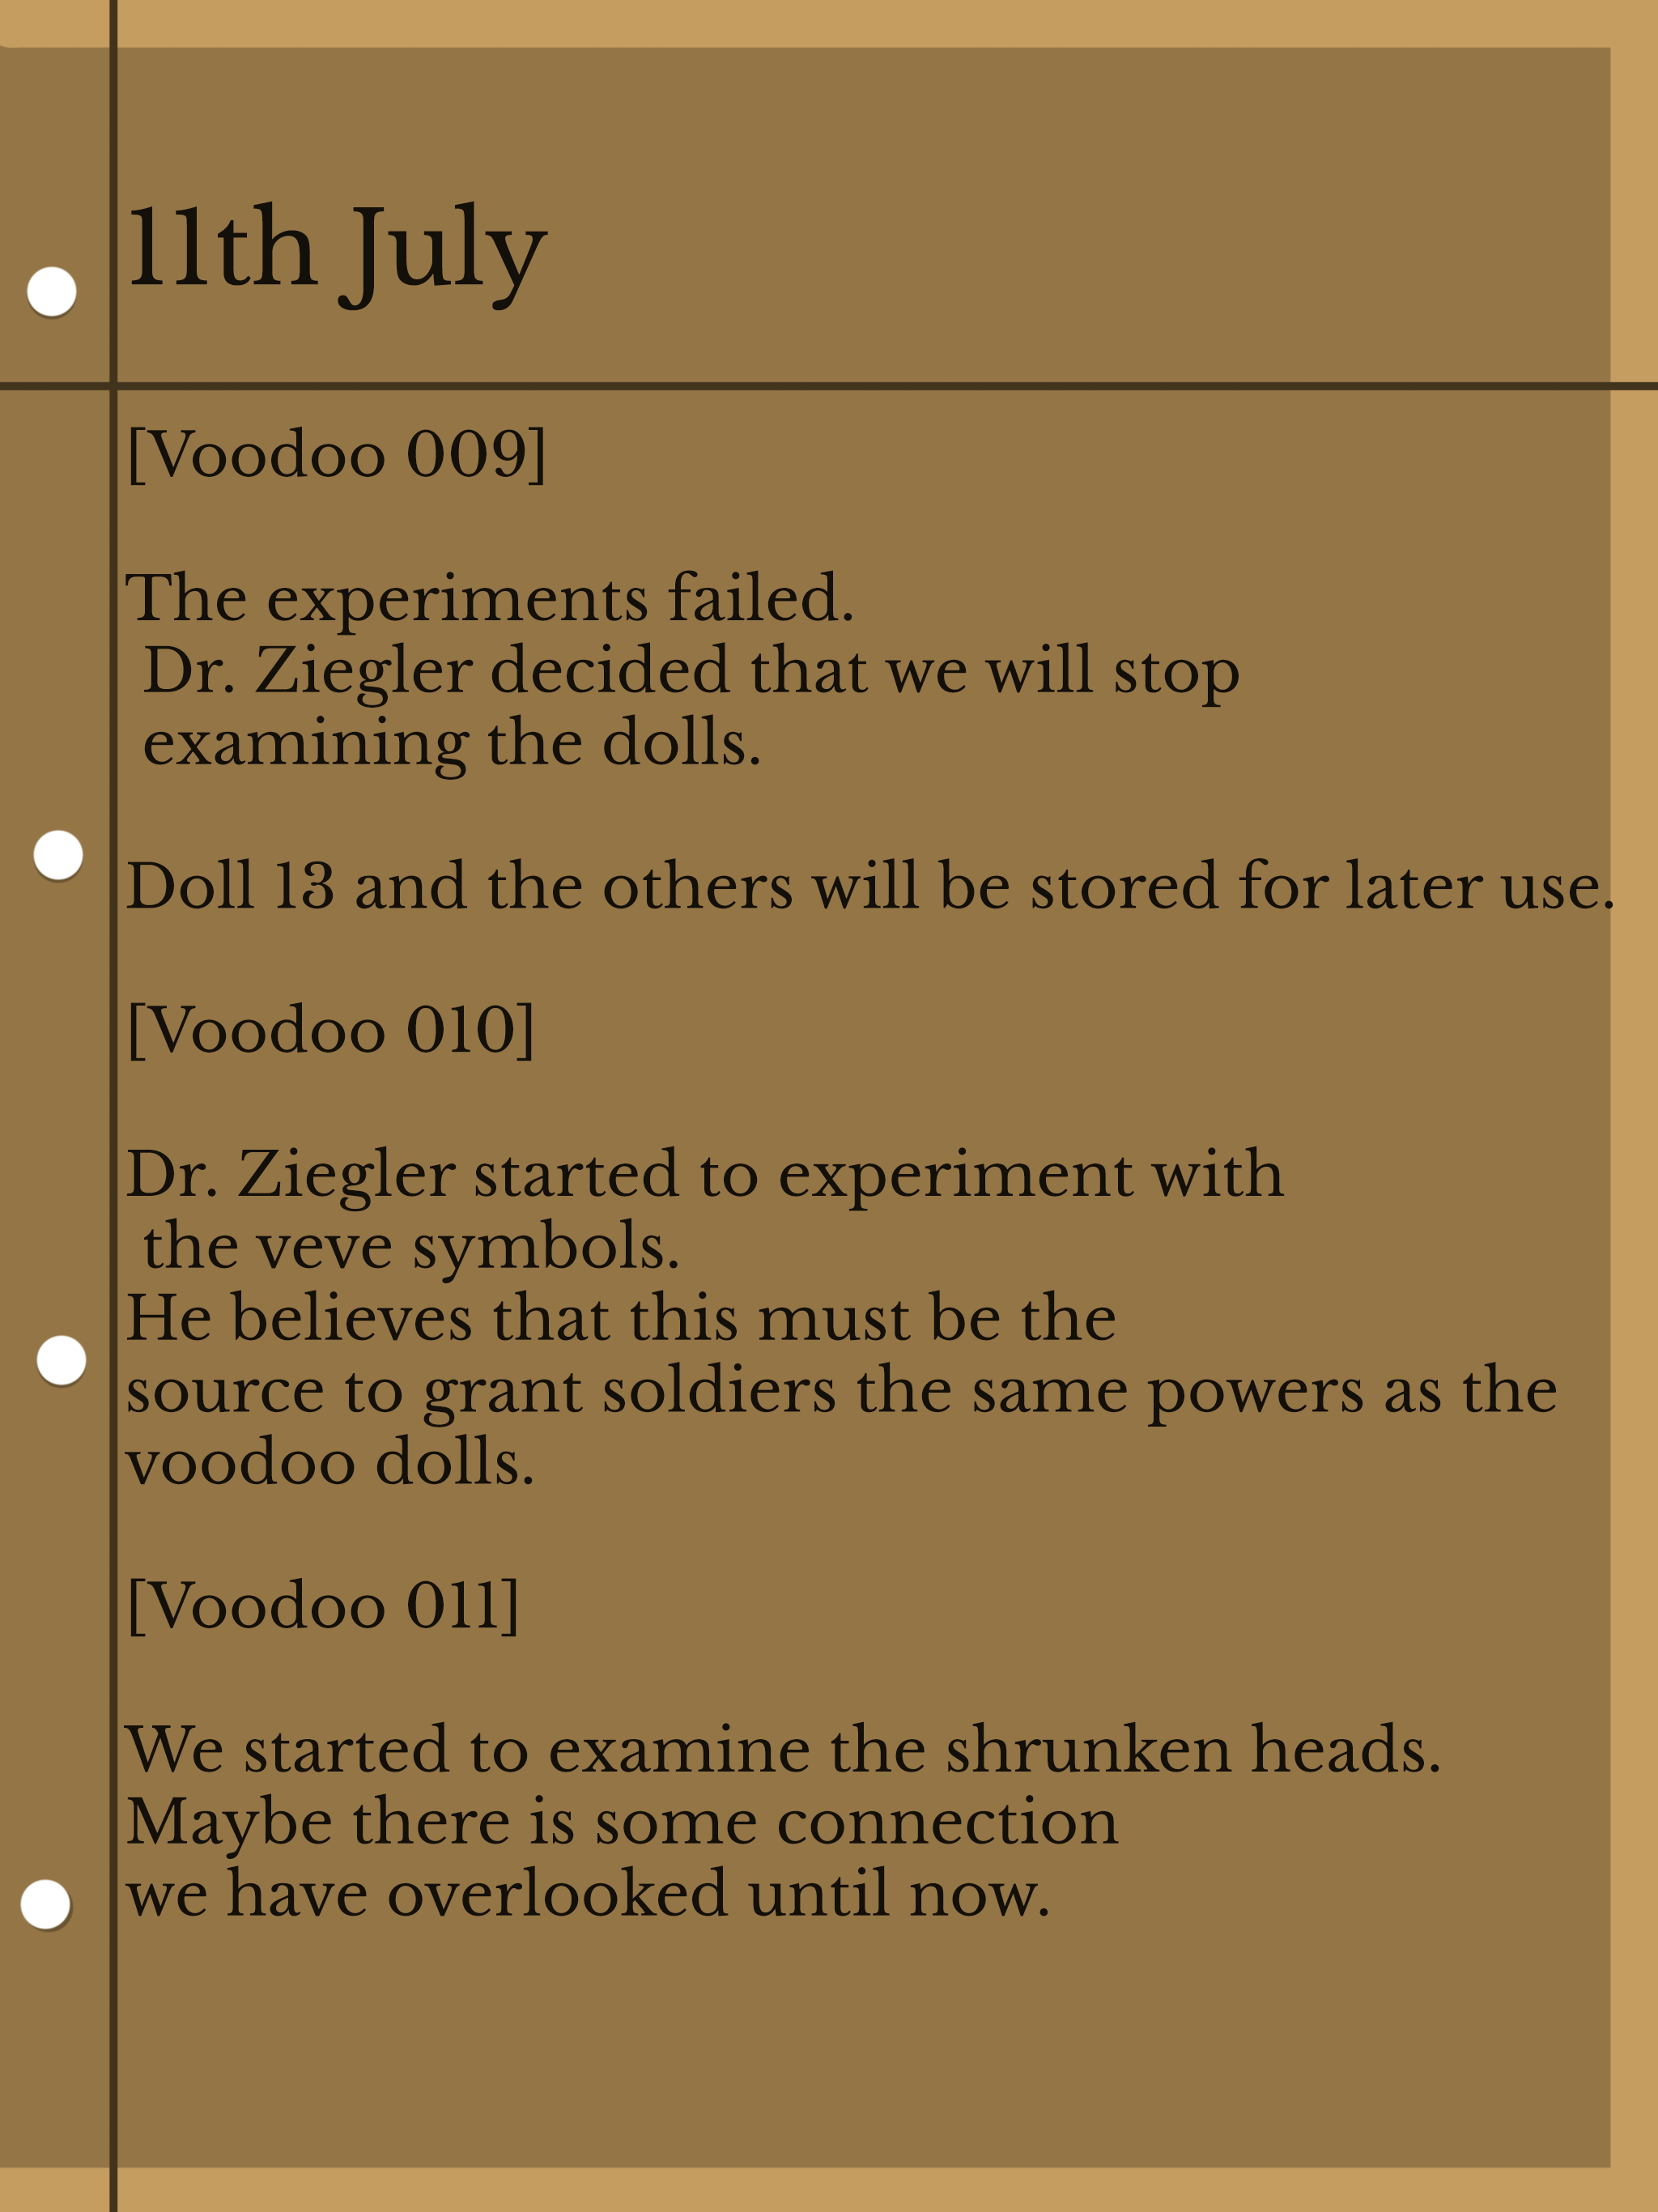 11th July
[Voodoo 009]
The experiments failed.
Dr. Ziegler decided that we will stop
examining the dolls.
Doll 13 and the others will be stored for later use.
[Voodoo 010]
Dr. Ziegler started to experiment with
the veve symbols.
He believes that this must be the
source to grant soldiers the same powers as the
voodoo dolls.
[Voodoo 011]
We started to examine the shrunken heads.
Maybe there is some connection
we have overlooked until now.